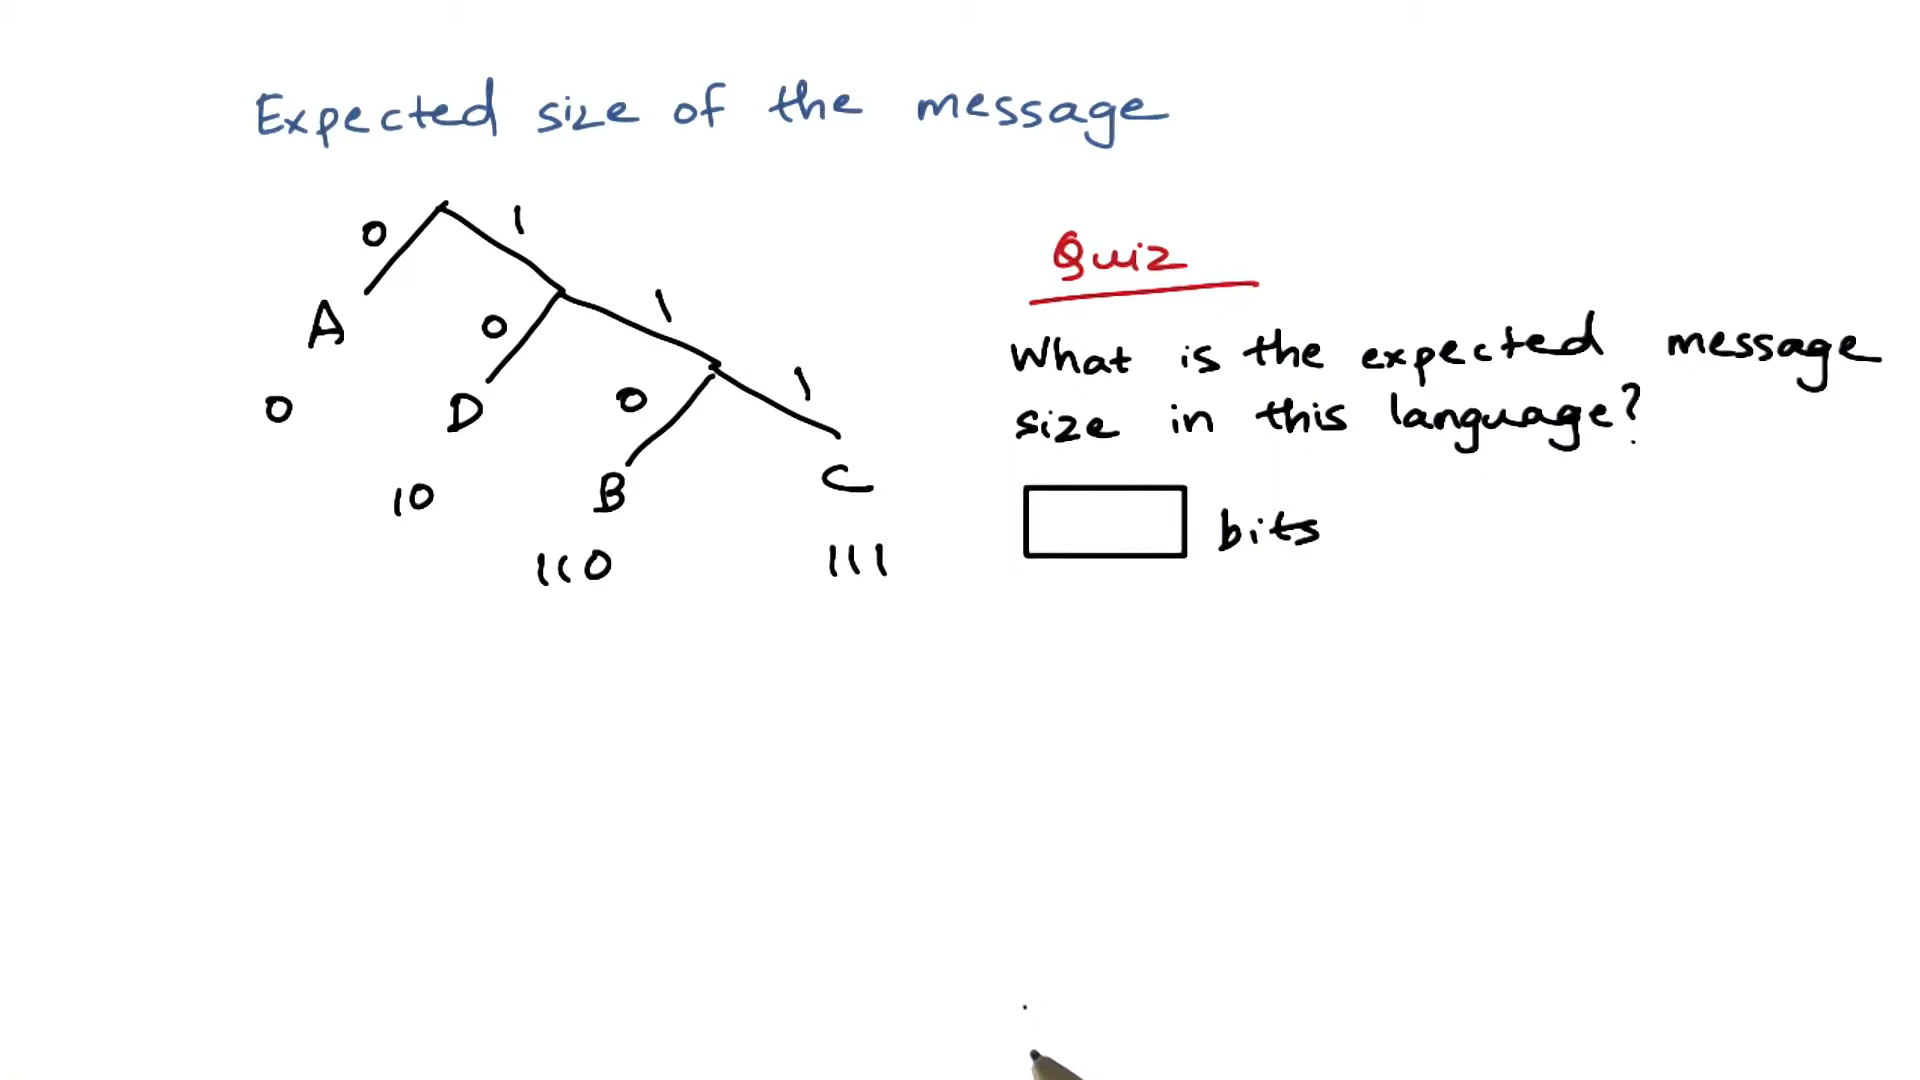 Expected size of the message
0 1
A 0 1
0 D 0 1
10 B C
110 111
Quiz
What is the expected message
size in this language?
bits